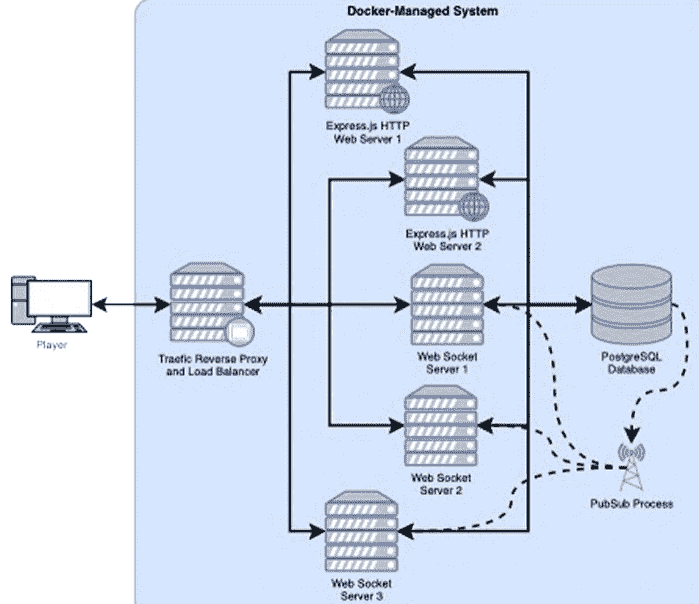 Docker-Managed System
Express.js HTTP
Web Server 1
Express.js HTTP
Web Server 2
Player
Traefic Reverse Proxy
and Load Balancer
Web Socket
Server 1
PostgreSQL
Database
Web Socket
Server 2
PubSub Process
Web Socket
Server 3